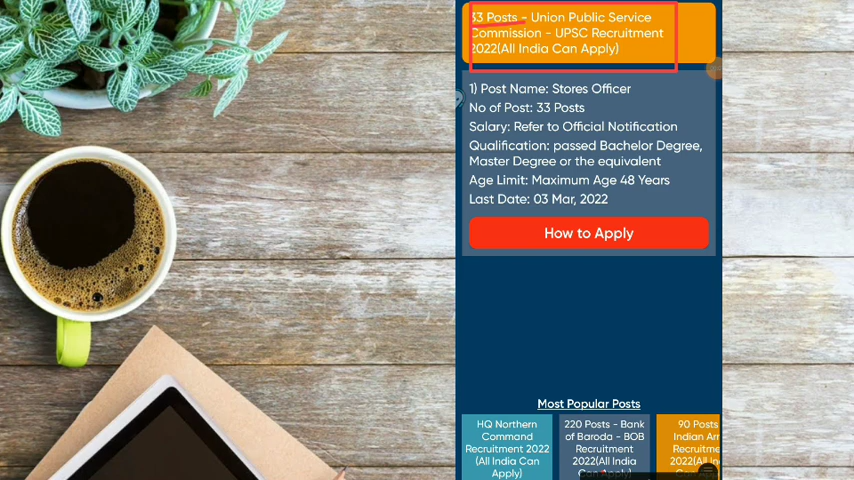 33 Posts - Union Public Service
Commission - UPSC Recruitment
2022(All India Can Apply)
1) Post Name: Stores Officer
No of Post: 33 Posts
Salary: Refer to Official Notification
Qualification: passed Bachelor Degree,
Master Degree or the equivalent
Age Limit: Maximum Age 48 Years
Last Date: 03 Mar, 2022
How to Apply
Most Popular Posts
HQ Northern
Command
Recruitment 2022
(All India Can
Apply)
220 Posts - Bank
of Baroda - BOB
Recruitment
2022(All India
Can Apply)
90 Posts
Indian Arr
Recruitme
2022(All In